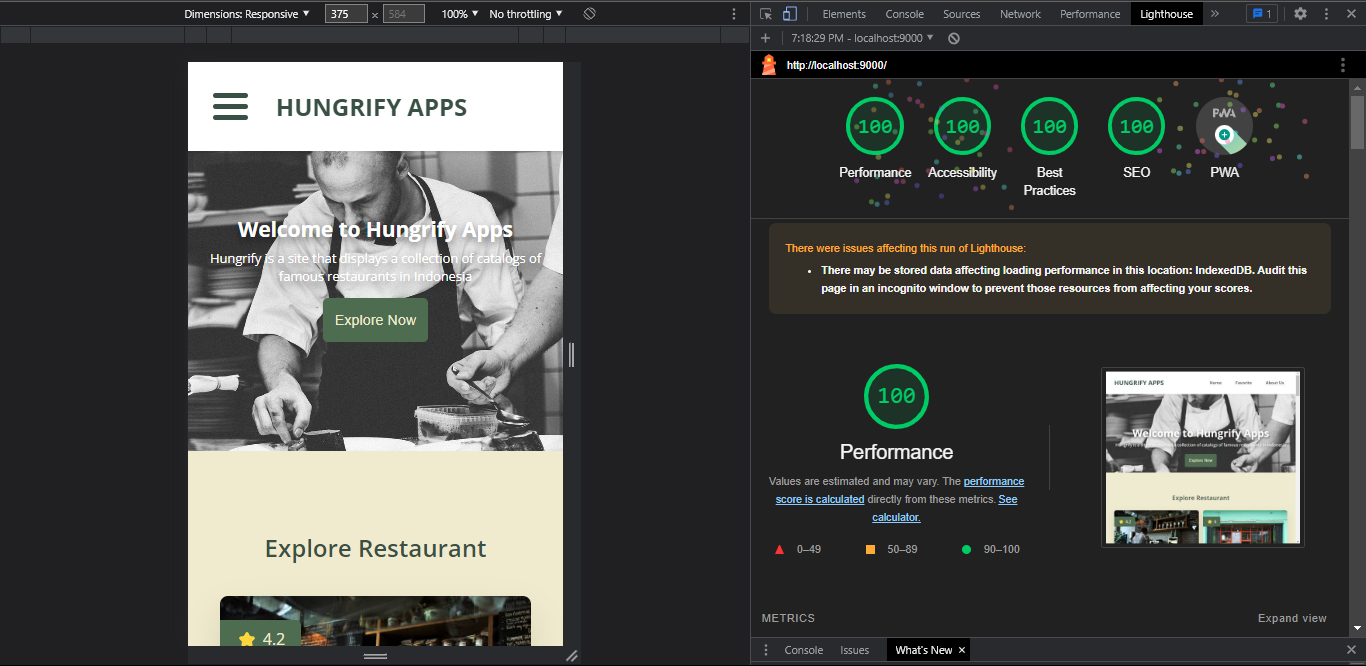 Dimensions: Responsive ▼ 375 × 584 100% ▼ No throttling ▼
HUNGRIFY APPS
Welcome to Hungrify Apps
Hungrify is a site that displays a collection of catalogs of
famous restaurants in Indonesia
Explore Now
Explore Restaurant
4.2
Elements Console Sources Network Performance Lighthouse » 1
+ 7:18:29 PM - localhost:9000 ▼
http://localhost:9000/
100 100 100 100 PWA
Performance Accessibility Best Practices SEO PWA
There were issues affecting this run of Lighthouse:
• There may be stored data affecting loading performance in this location: IndexedDB. Audit this
page in an incognito window to prevent those resources from affecting your scores.
100
Performance
Values are estimated and may vary. The performance
score is calculated directly from these metrics. See
calculator.
0–49 50–89 90–100
HUNGRIFY APPS Home Favorite About Us
Welcome to Hungrify Apps
Explore Now
Explore Restaurant
4.2 4
METRICS Expand view
Console Issues What's New ×